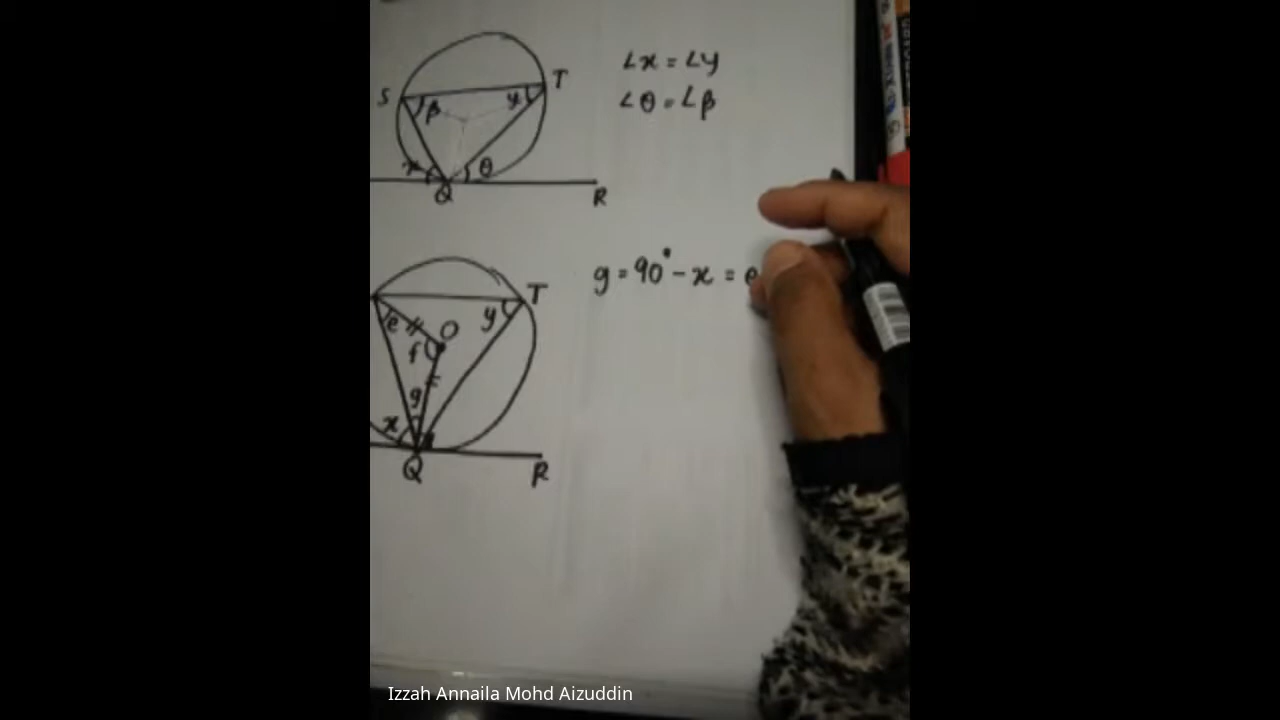 S T
β y
x θ
Q R
∠x = ∠y
∠θ = ∠β
T
e y
O
f
g
x
Q R
g = 90° - x = e
Izzah Annaila Mohd Aizuddin